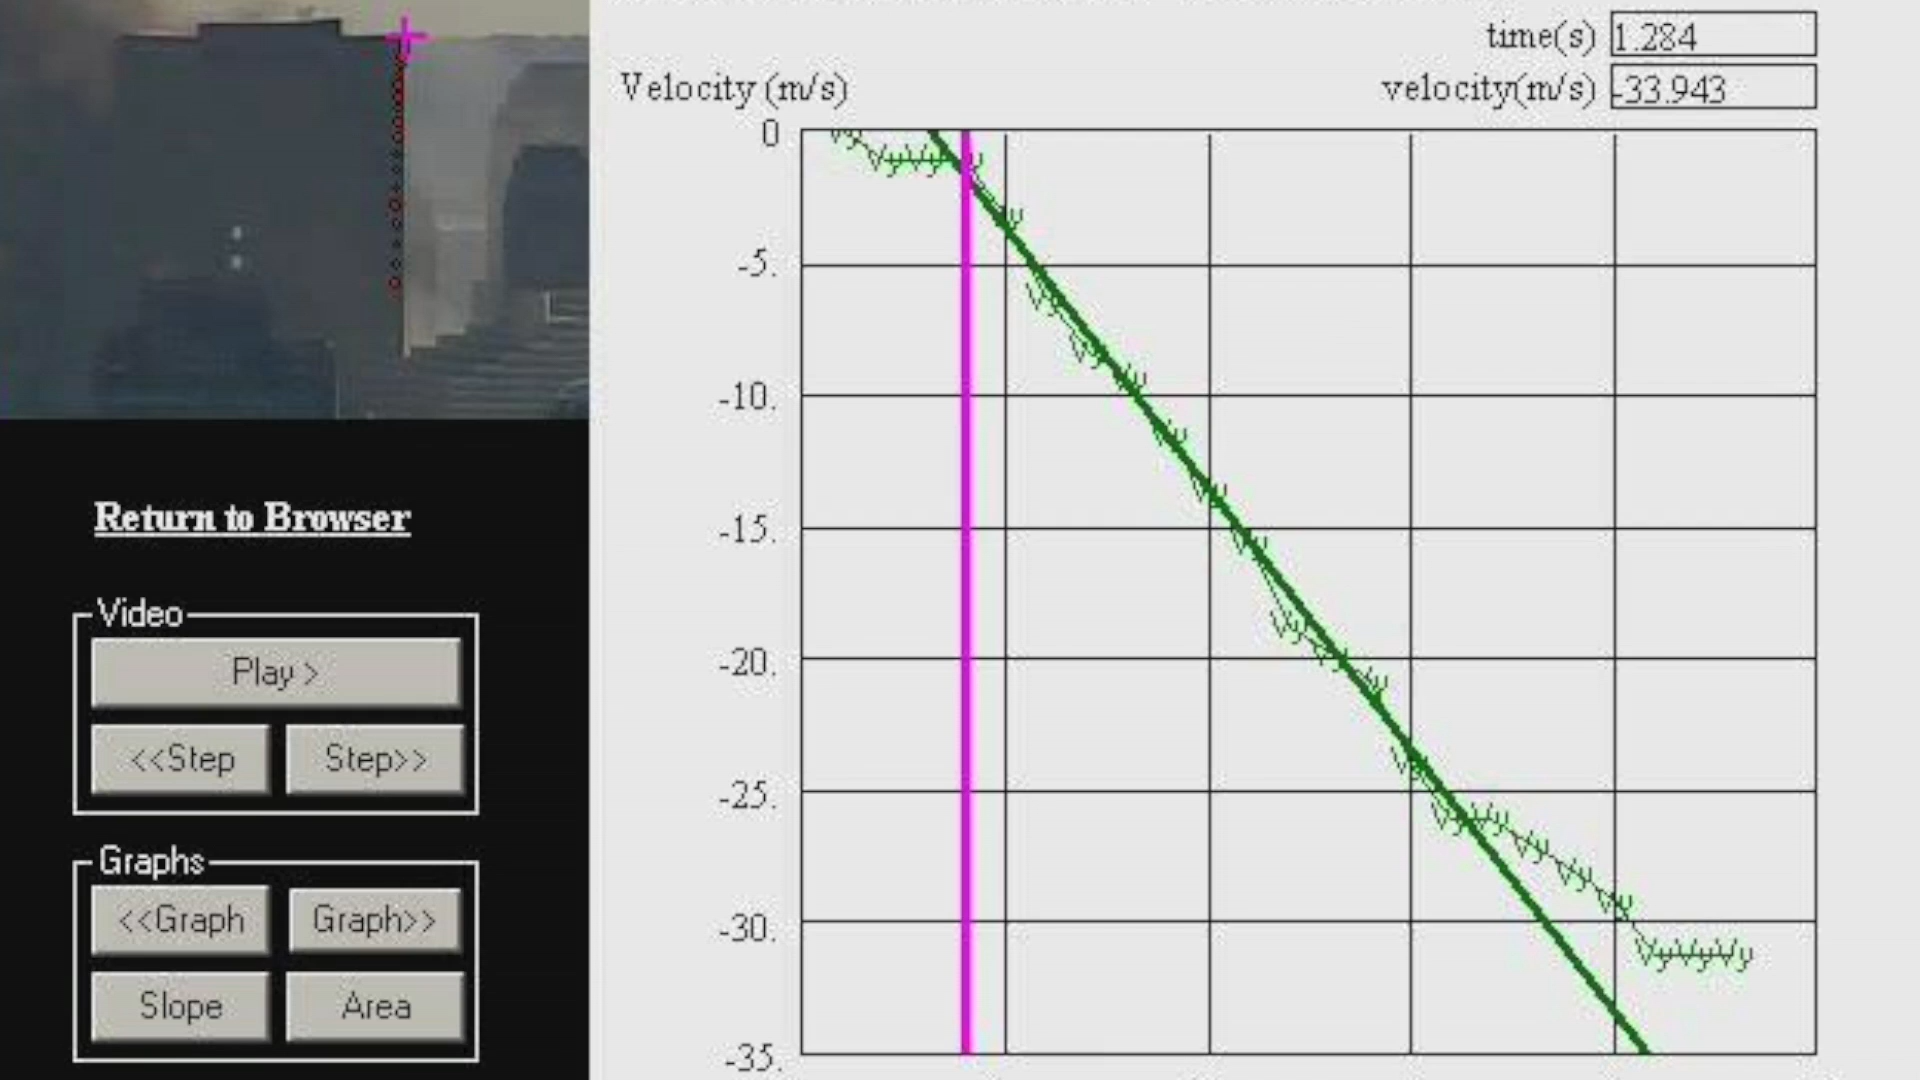 time(s) 1.284
Velocity (m/s)
velocity(m/s) -33.943
0
-5.
-10.
-15.
-20.
-25.
-30.
-35.
Return to Browser
Video
Play >
<<Step Step>>
Graphs
<<Graph Graph>>
Slope Area